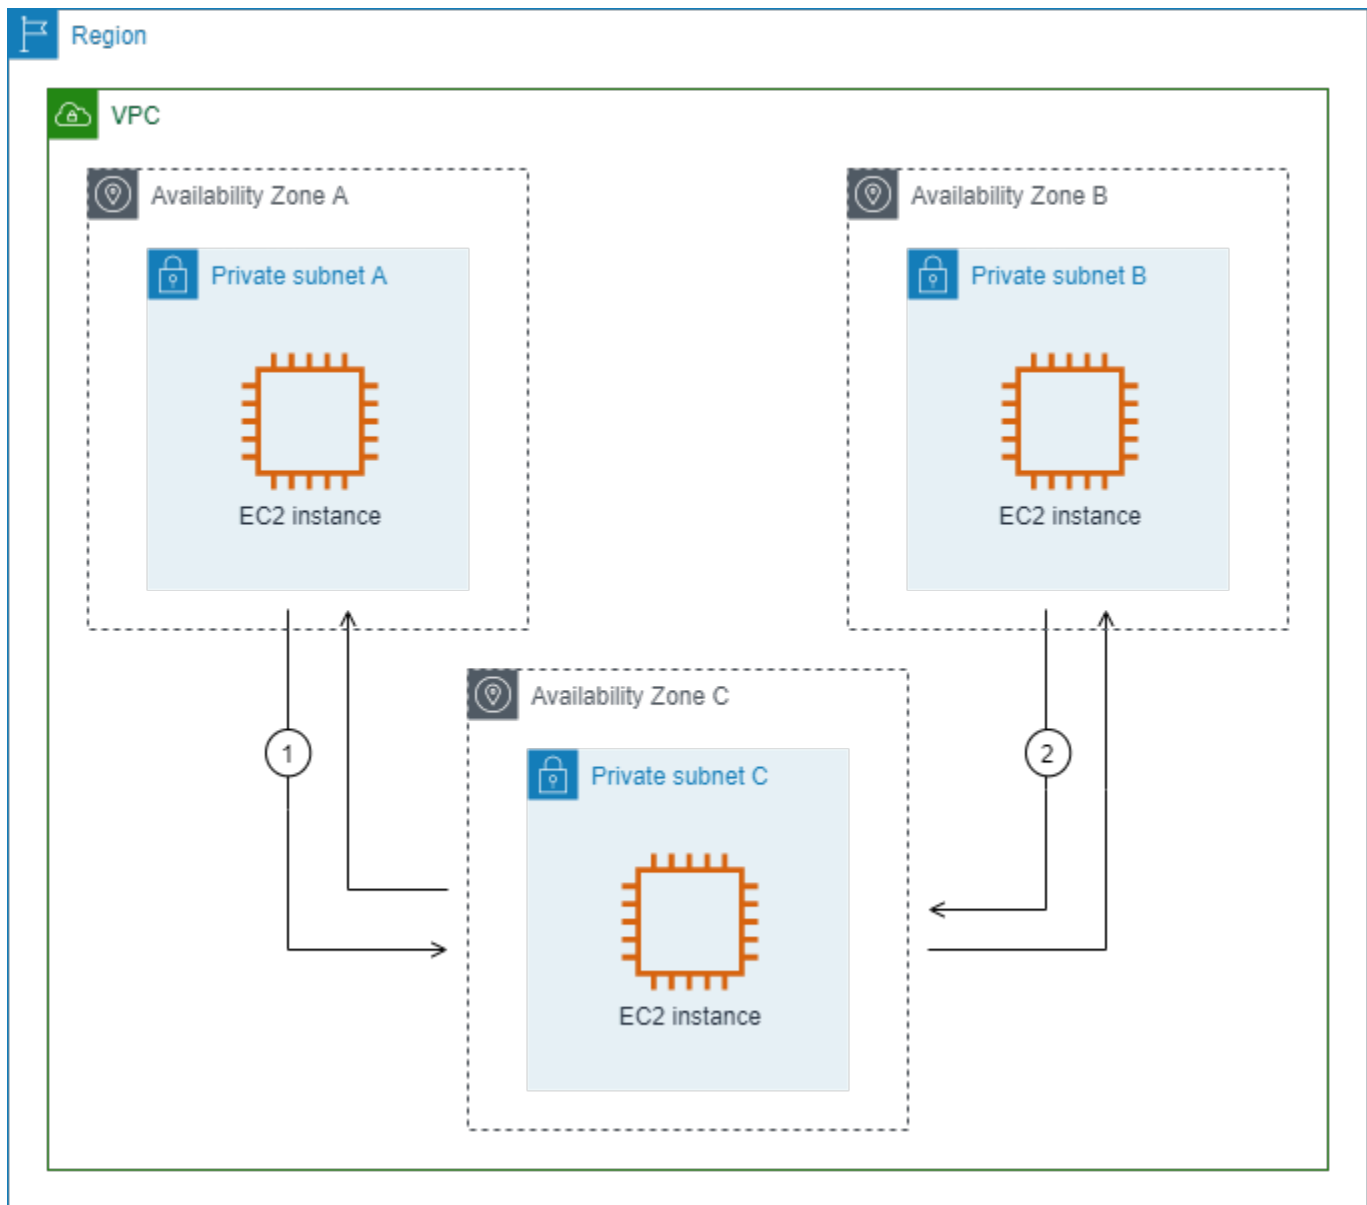 Region
VPC
Availability Zone A
Availability Zone B
Private subnet A
Private subnet B
EC2 instance
EC2 instance
Availability Zone C
1
2
Private subnet C
EC2 instance